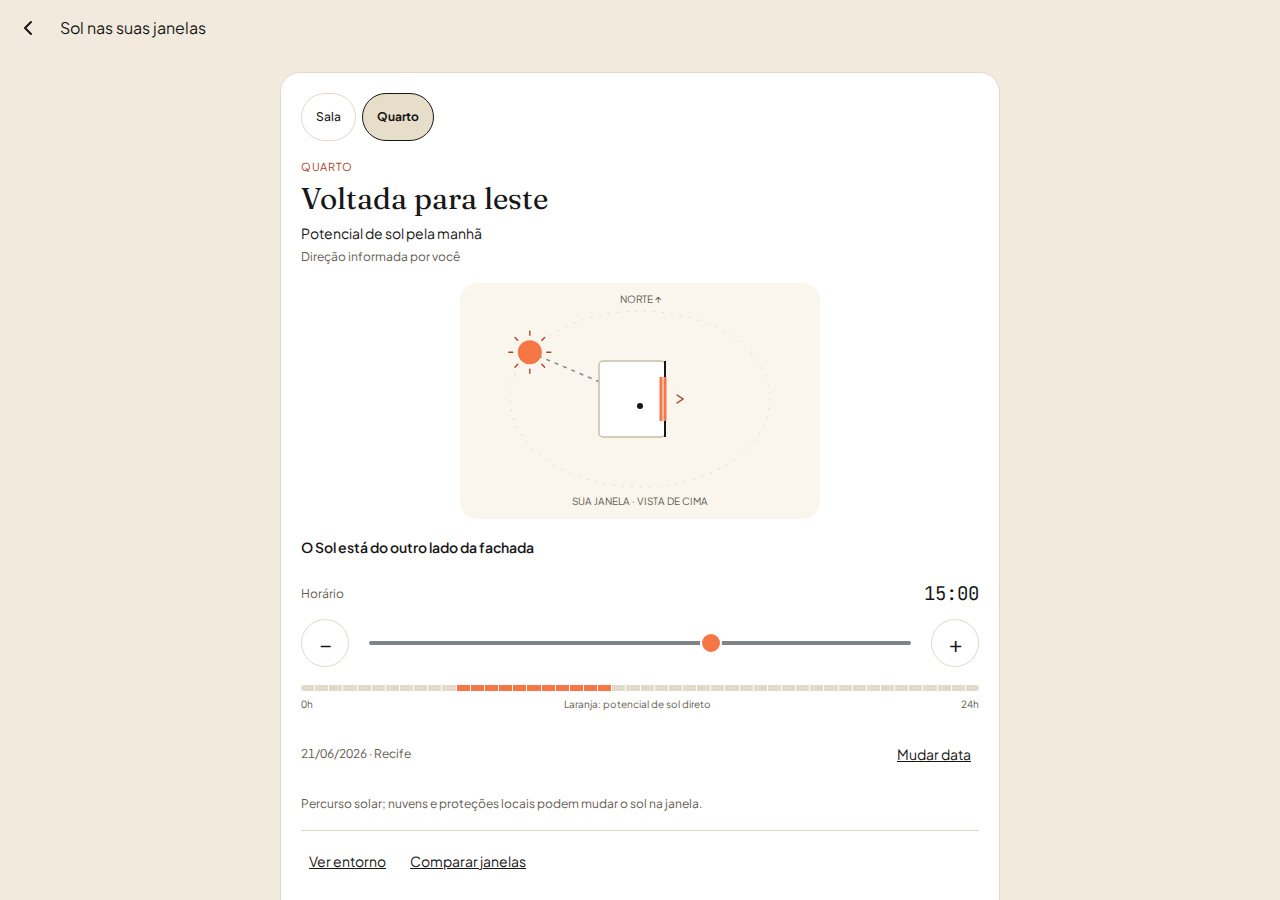 Sol nas suas janelas
Sala
Quarto
QUARTO
Voltada para leste
Potencial de sol pela manhã
Direção informada por você
NORTE ↑
SUA JANELA · VISTA DE CIMA
O Sol está do outro lado da fachada
Horário
15:00
−
+
0h
Laranja: potencial de sol direto
24h
21/06/2026 · Recife
Mudar data
Percurso solar; nuvens e proteções locais podem mudar o sol na janela.
Ver entorno
Comparar janelas